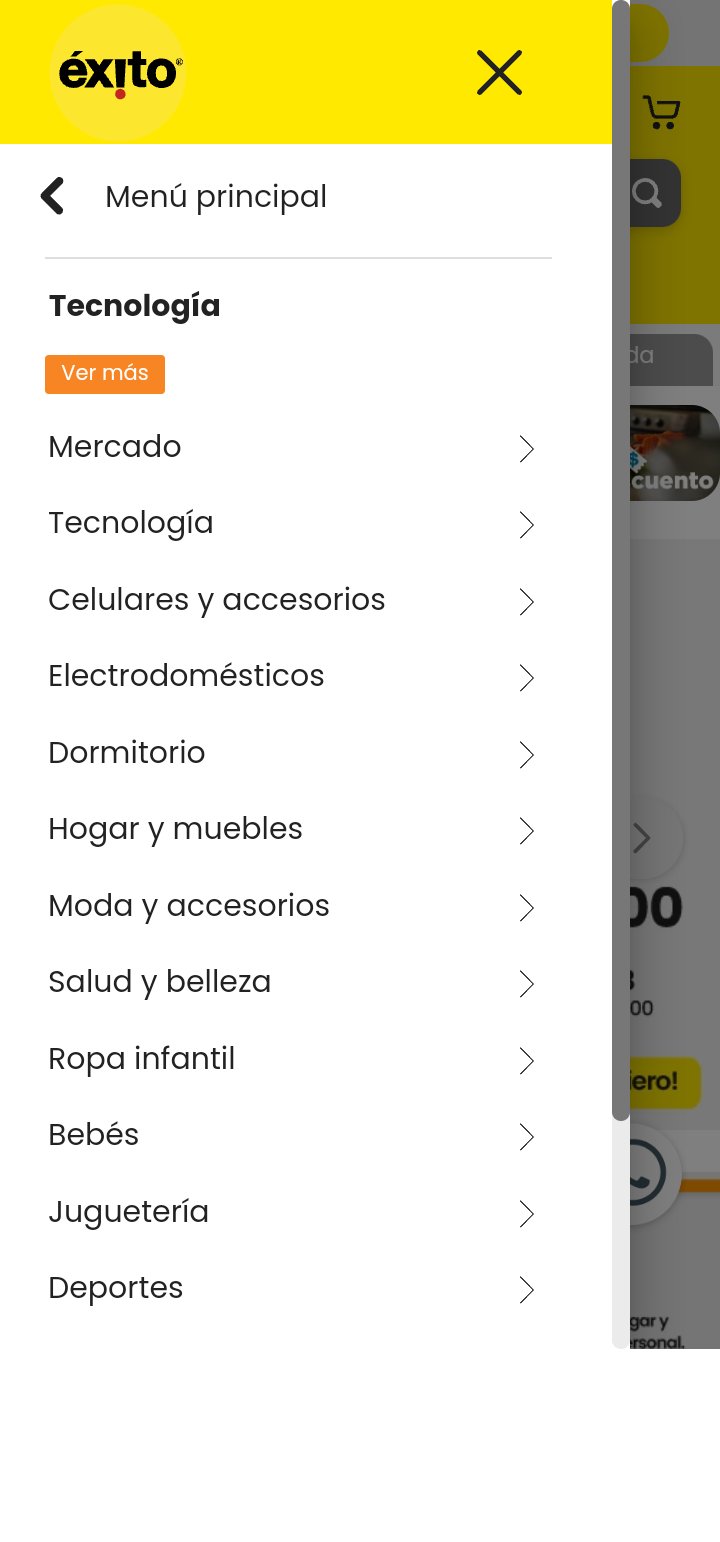 éxito®
Menú principal
Tecnología
Ver más
Mercado
Tecnología
Celulares y accesorios
Electrodomésticos
Dormitorio
Hogar y muebles
Moda y accesorios
Salud y belleza
Ropa infantil
Bebés
Juguetería
Deportes
da
cuento
00
00
iero!
gar y
ersonal.